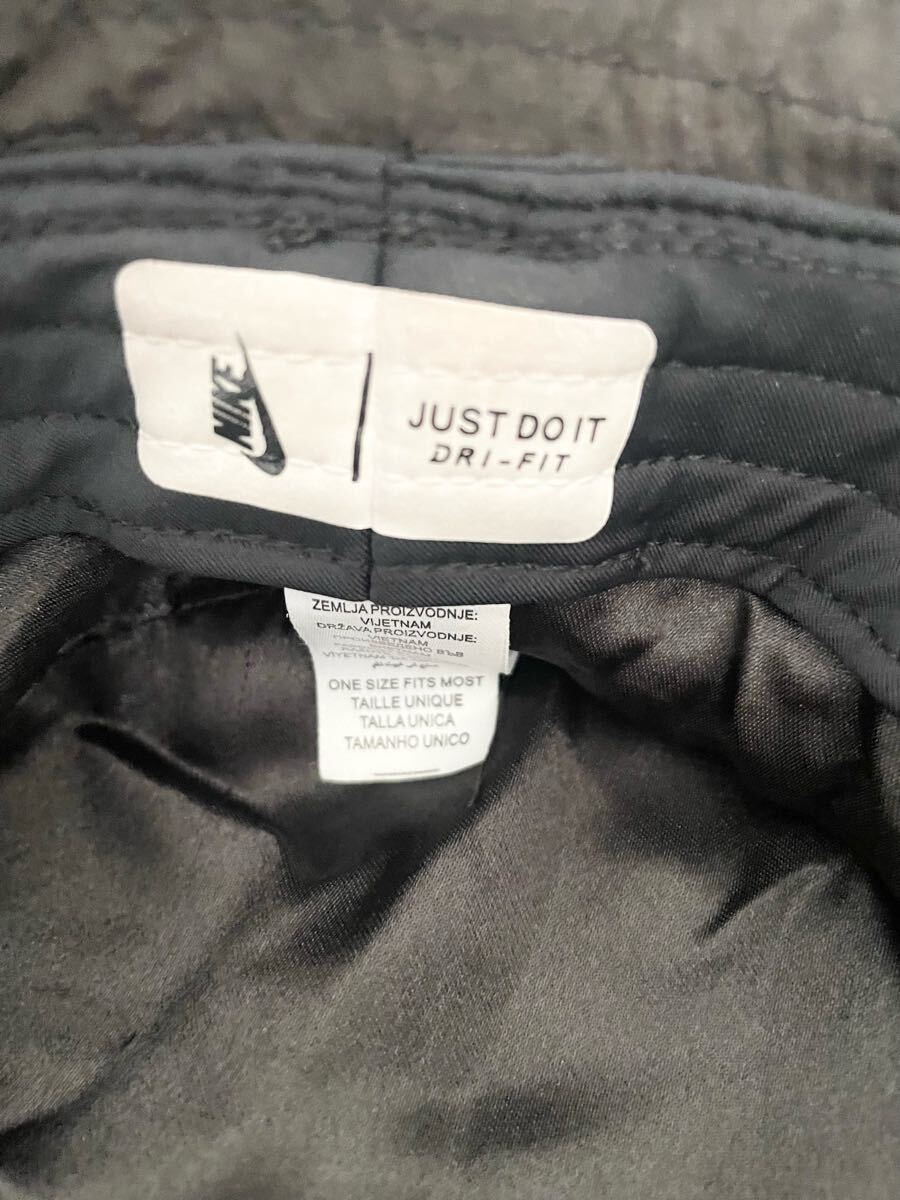 NIKE
JUST DO IT
DRI-FIT
ZEMLJA PROIZVODNJE:
VIJETNAM
DRŽAVA PROIZVODNJE:
VIETNAM
ONE SIZE FITS MOST
TAILLE UNIQUE
TALLA UNICA
TAMANHO UNICO